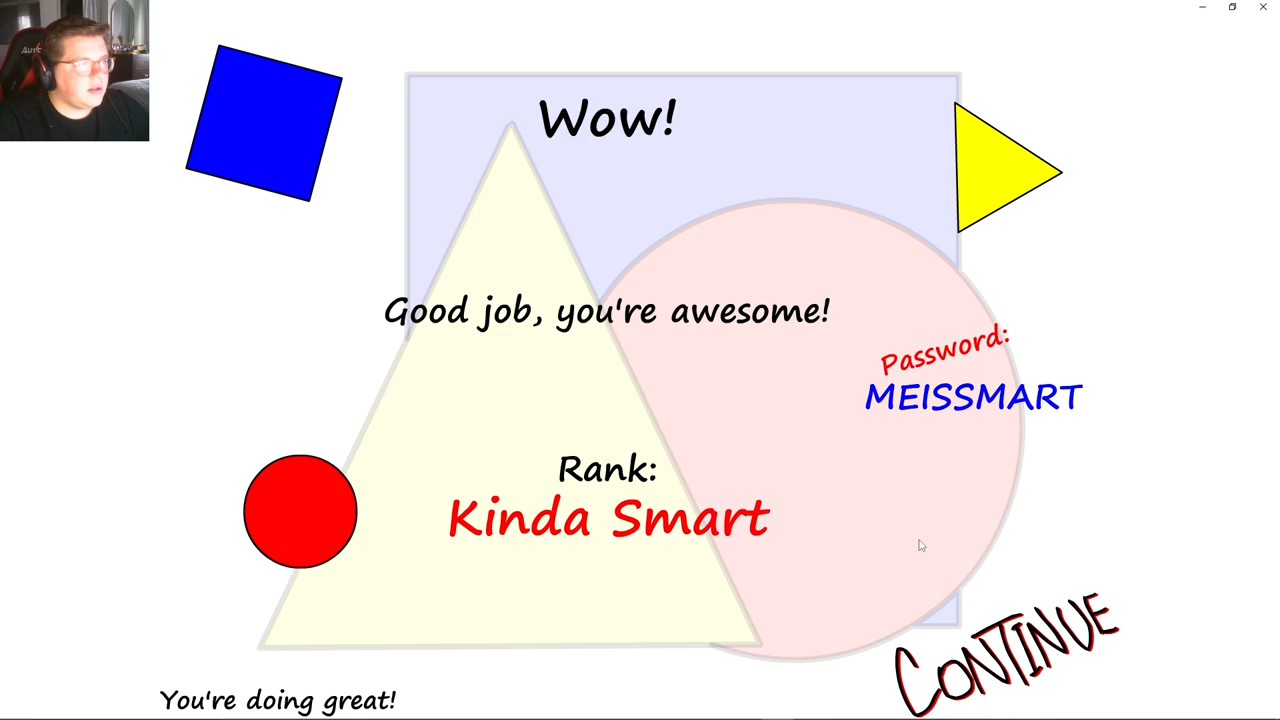 Wow!
Good job, you're awesome!
Password:
MEISSMART
Rank:
Kinda Smart
CONTINUE
You're doing great!